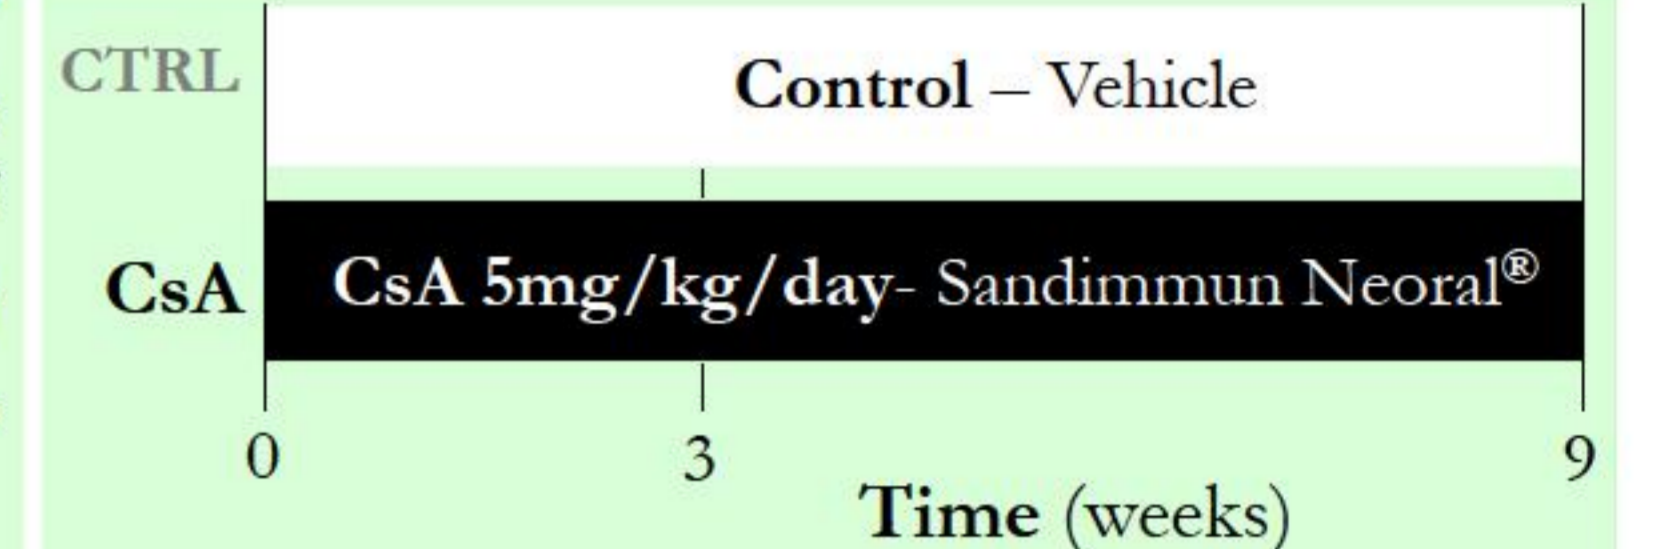 CTRL
Control – Vehicle
CsA
CsA 5mg/kg/day- Sandimmun Neoral®
0 3 9
Time (weeks)